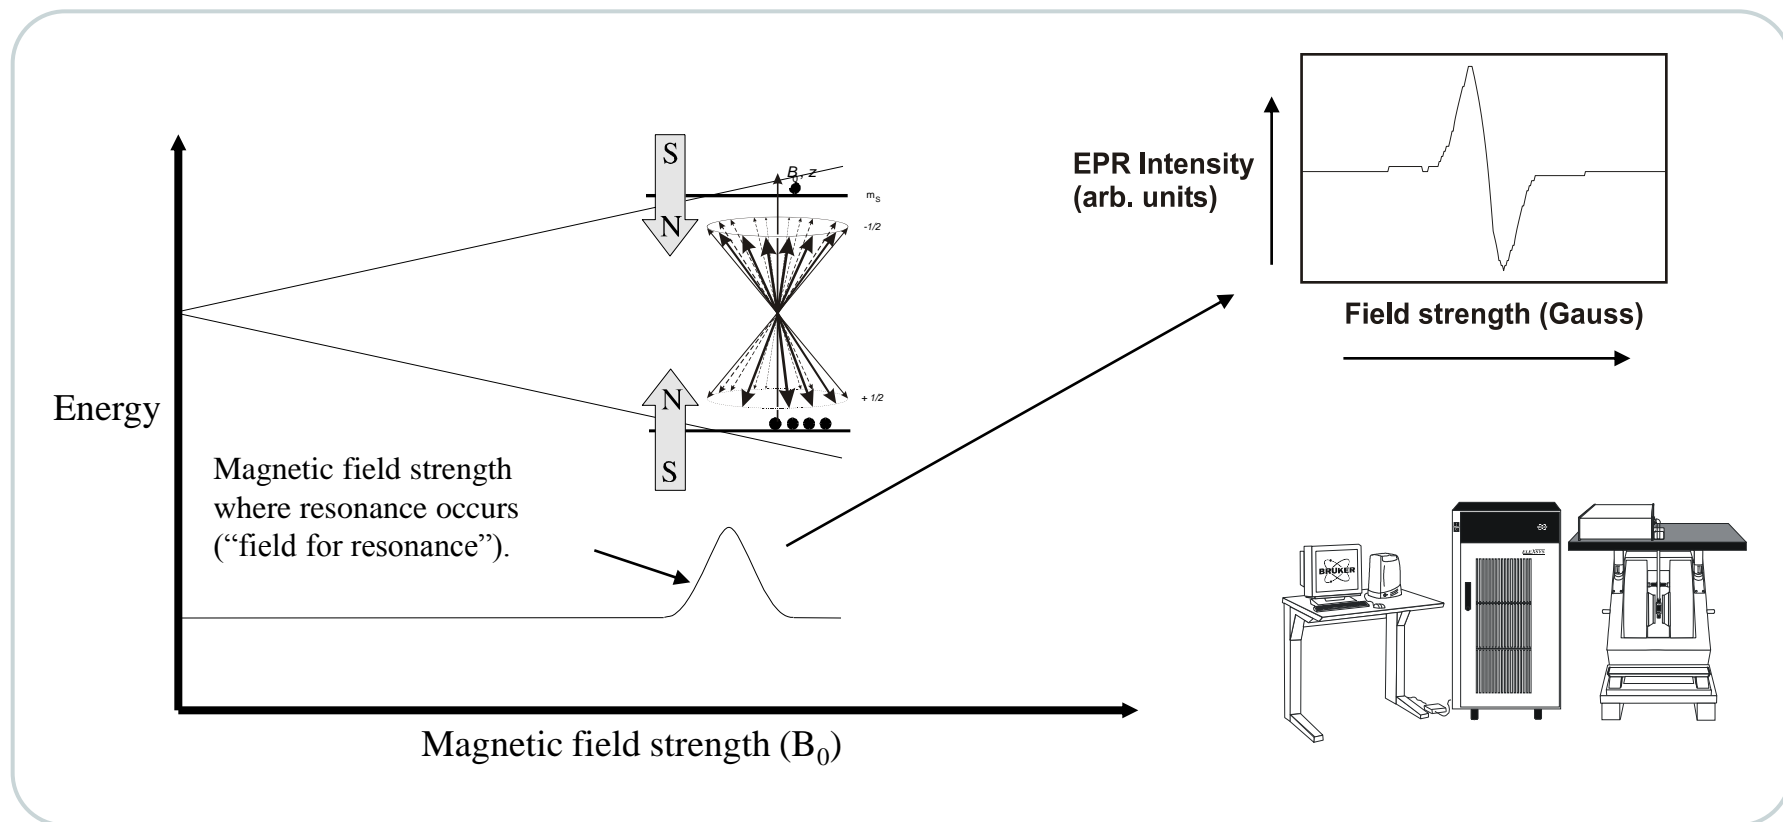 S
N
B₀, z
mS
-1/2
N
S
+ 1/2
Energy
Magnetic field strength
where resonance occurs
(“field for resonance”).
Magnetic field strength (B₀)
EPR Intensity
(arb. units)
Field strength (Gauss)
BRUKER
ELEXSYS